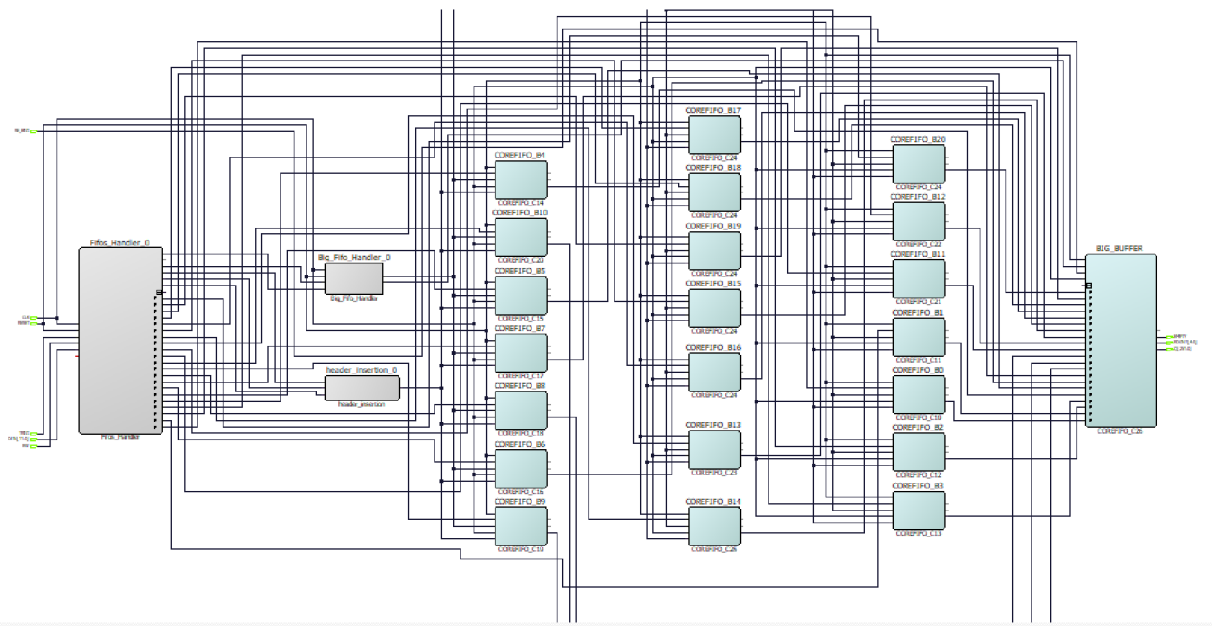 COREFIFO_B17
COREFIFO_C24
COREFIFO_B20
COREFIFO_C24
COREFIFO_B4
COREFIFO_C14
COREFIFO_B18
COREFIFO_C24
COREFIFO_B12
COREFIFO_C22
COREFIFO_B10
COREFIFO_C20
COREFIFO_B19
COREFIFO_C24
Fifos_Handler_0
Fifos_Handler
BIG_BUFFER
COREFIFO_C26
Big_Fifo_Handler_0
Big_Fifo_Handler
COREFIFO_B11
COREFIFO_C21
COREFIFO_B5
COREFIFO_C15
COREFIFO_B15
COREFIFO_C24
COREFIFO_B1
COREFIFO_C11
COREFIFO_B7
COREFIFO_C17
COREFIFO_B16
COREFIFO_C24
header_insertion_0
header_insertion
COREFIFO_B0
COREFIFO_C10
COREFIFO_B8
COREFIFO_C18
COREFIFO_B13
COREFIFO_C23
COREFIFO_B2
COREFIFO_C12
COREFIFO_B6
COREFIFO_C16
COREFIFO_B3
COREFIFO_C13
COREFIFO_B9
COREFIFO_B14